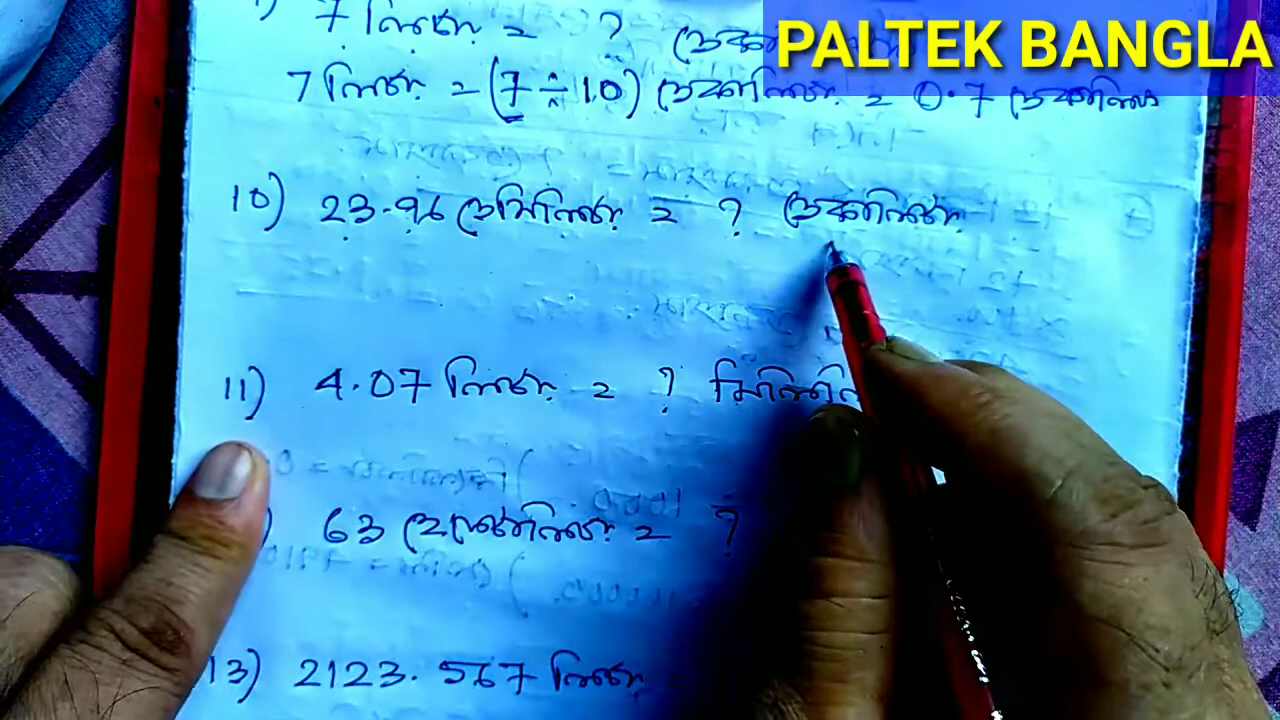 PALTEK BANGLA
) 7 লিটার = ? ডেকা
7 লিটার = (7 ÷ 10) ডেকালিটার = 0.7 ডেকালিটার
10) 23.96 ডেসিলিটার = ? ডেকালিটার
11) 4.07 লিটার = ? মিলিলি
) 63 হেক্টোলিটার = ?
13) 2123.567 লিটার =